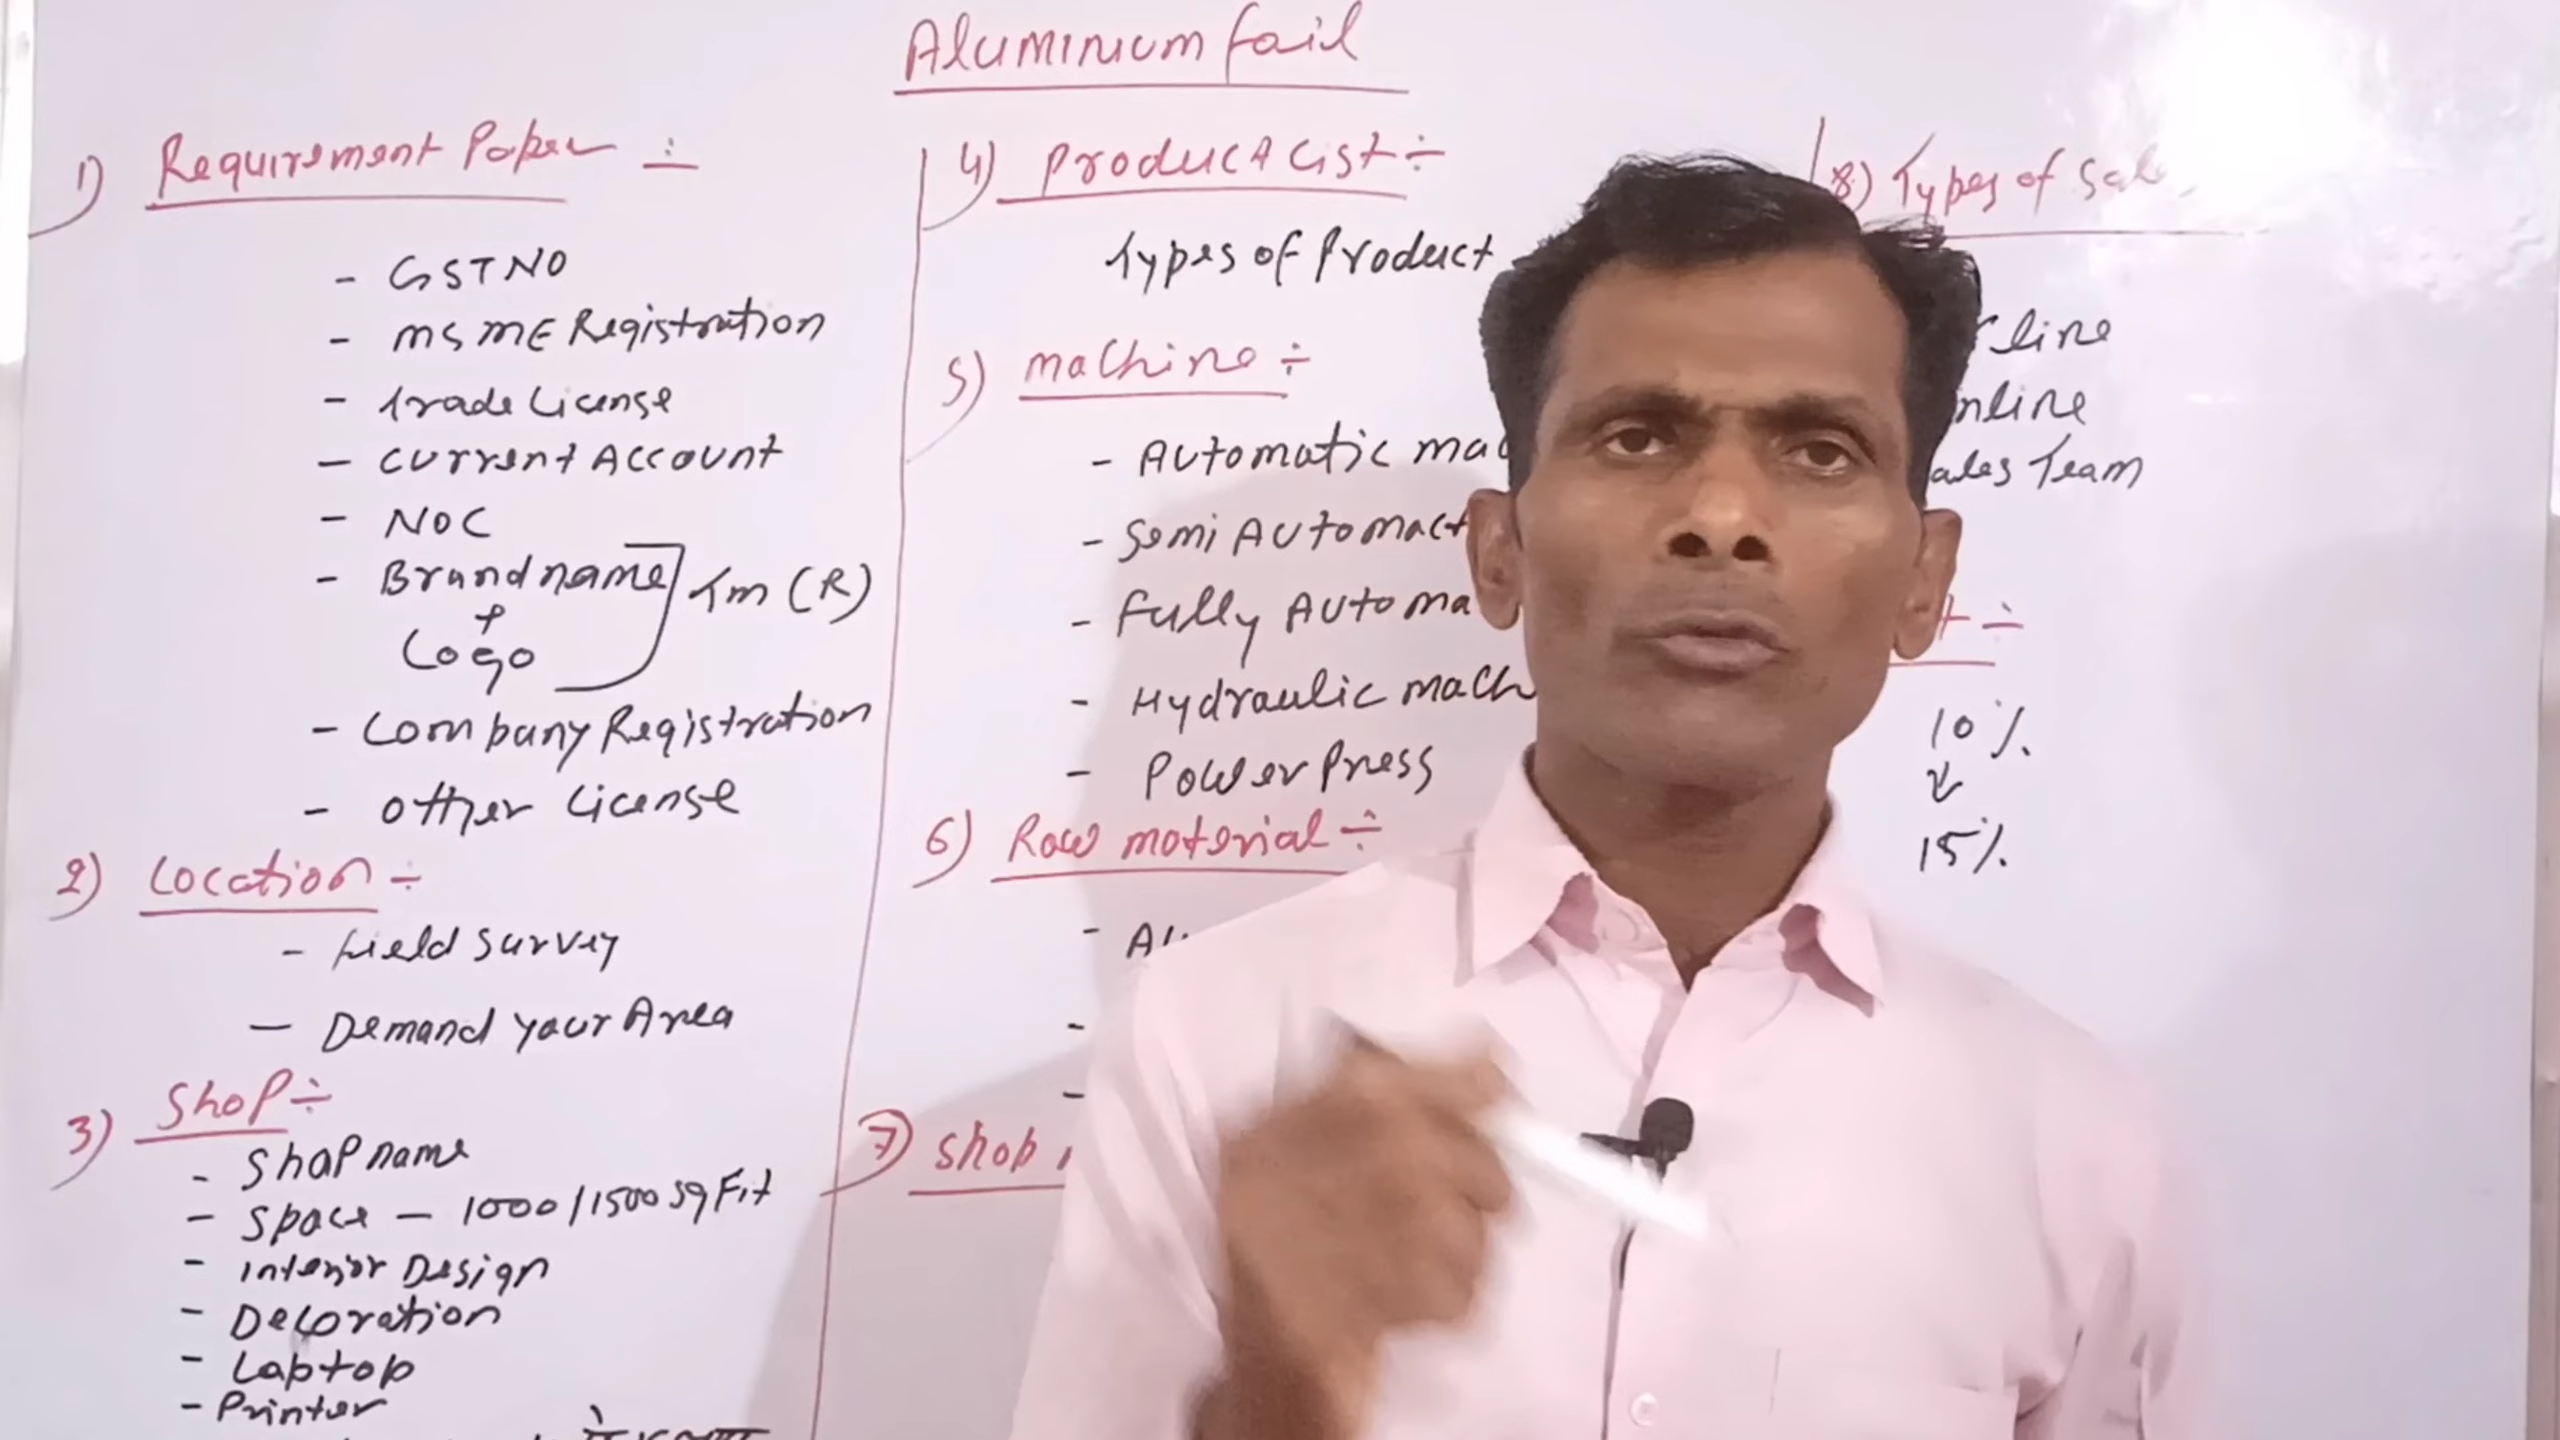 Aluminium fail
1) Requirement Paper ÷
- GST NO
- MSME Registration
- Trade License
- Current Account
- NOC
- Brand name
+
Logo
Tm (R)
- Company Registration
- Other License
2) Location ÷
- Field Survey
- Demand your Area
3) Shop ÷
- Shop name
- Space - 1000/1500 Sq Fit
- Interior Design
- Decoration
- Laptop
- Printer
4) Product List ÷
Types of Product
5) Machine ÷
- Automatic mac
- Semi Automact
- Fully Automa
- Hydraulic mach
- Power Press
6) Raw material ÷
- Al
-
-
7) Shop
8) Types of Sale
line
nline
ales Team
t ÷
10%
↓
15%